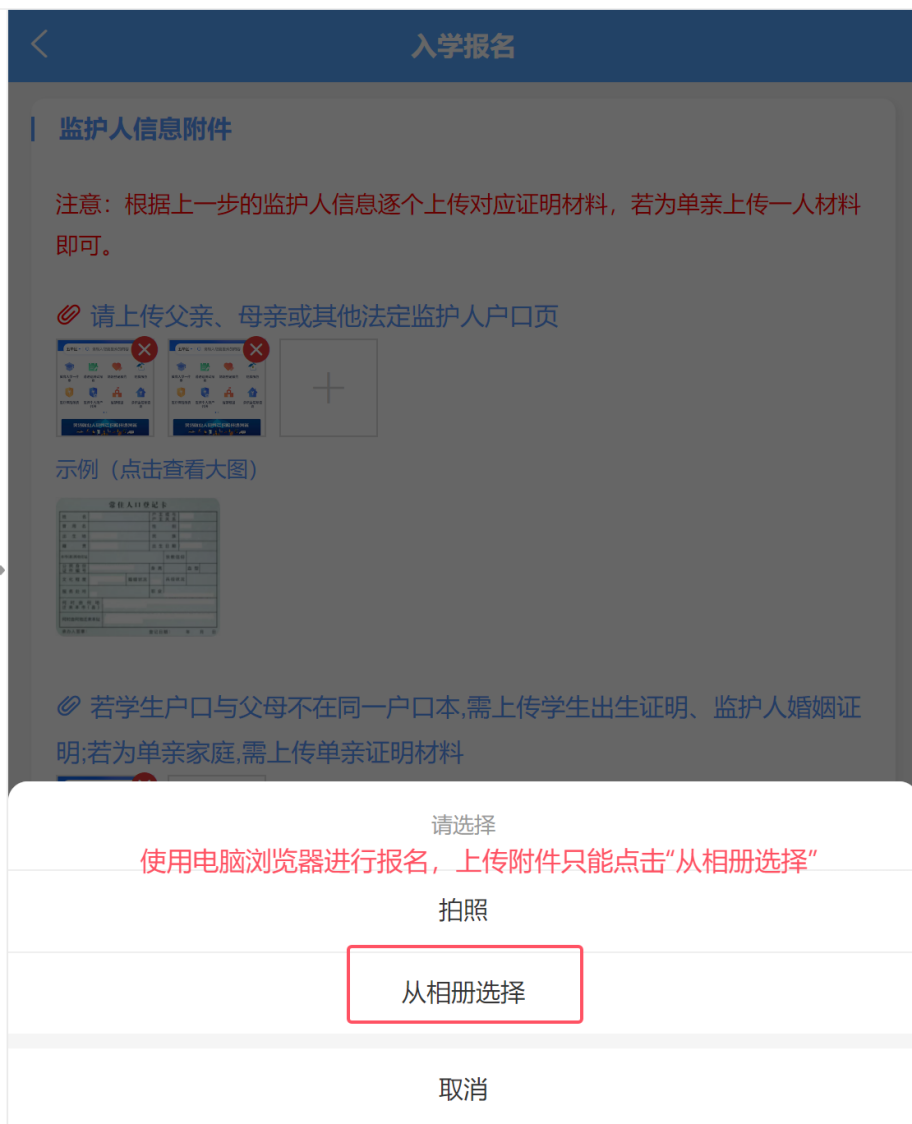 入学报名
监护人信息附件
注意：根据上一步的监护人信息逐个上传对应证明材料，若为单亲上传一人材料
即可。
请上传父亲、母亲或其他法定监护人户口页
示例（点击查看大图）
常住人口登记卡
若学生户口与父母不在同一户口本,需上传学生出生证明、监护人婚姻证
明;若为单亲家庭,需上传单亲证明材料
请选择
使用电脑浏览器进行报名，上传附件只能点击“从相册选择”
拍照
从相册选择
取消